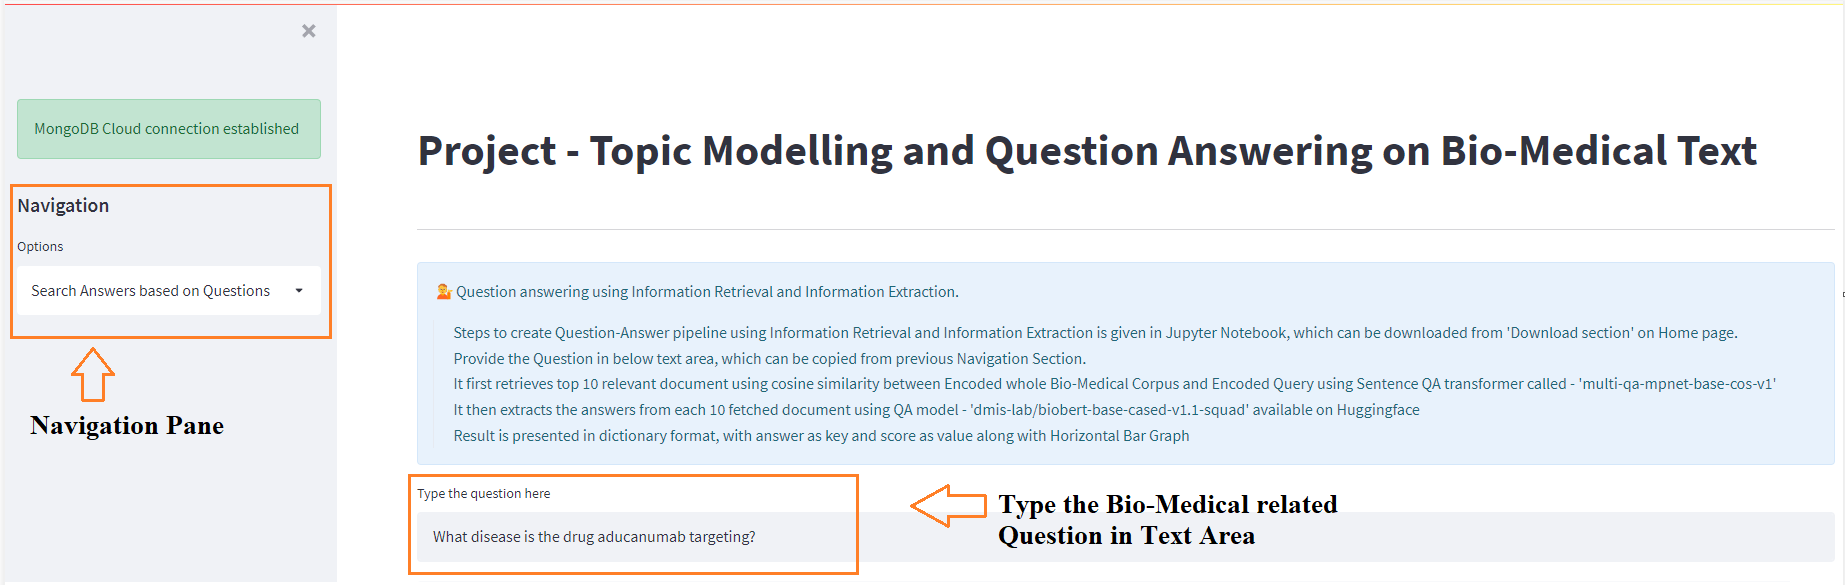 MongoDB Cloud connection established
Navigation
Options
Search Answers based on Questions
Navigation Pane
Project - Topic Modelling and Question Answering on Bio-Medical Text
Question answering using Information Retrieval and Information Extraction.
Steps to create Question-Answer pipeline using Information Retrieval and Information Extraction is given in Jupyter Notebook, which can be downloaded from 'Download section' on Home page.
Provide the Question in below text area, which can be copied from previous Navigation Section.
It first retrieves top 10 relevant document using cosine similarity between Encoded whole Bio-Medical Corpus and Encoded Query using Sentence QA transformer called - 'multi-qa-mpnet-base-cos-v1'
It then extracts the answers from each 10 fetched document using QA model - 'dmis-lab/biobert-base-cased-v1.1-squad' available on Huggingface
Result is presented in dictionary format, with answer as key and score as value along with Horizontal Bar Graph
Type the question here
What disease is the drug aducanumab targeting?
Type the Bio-Medical related
Question in Text Area